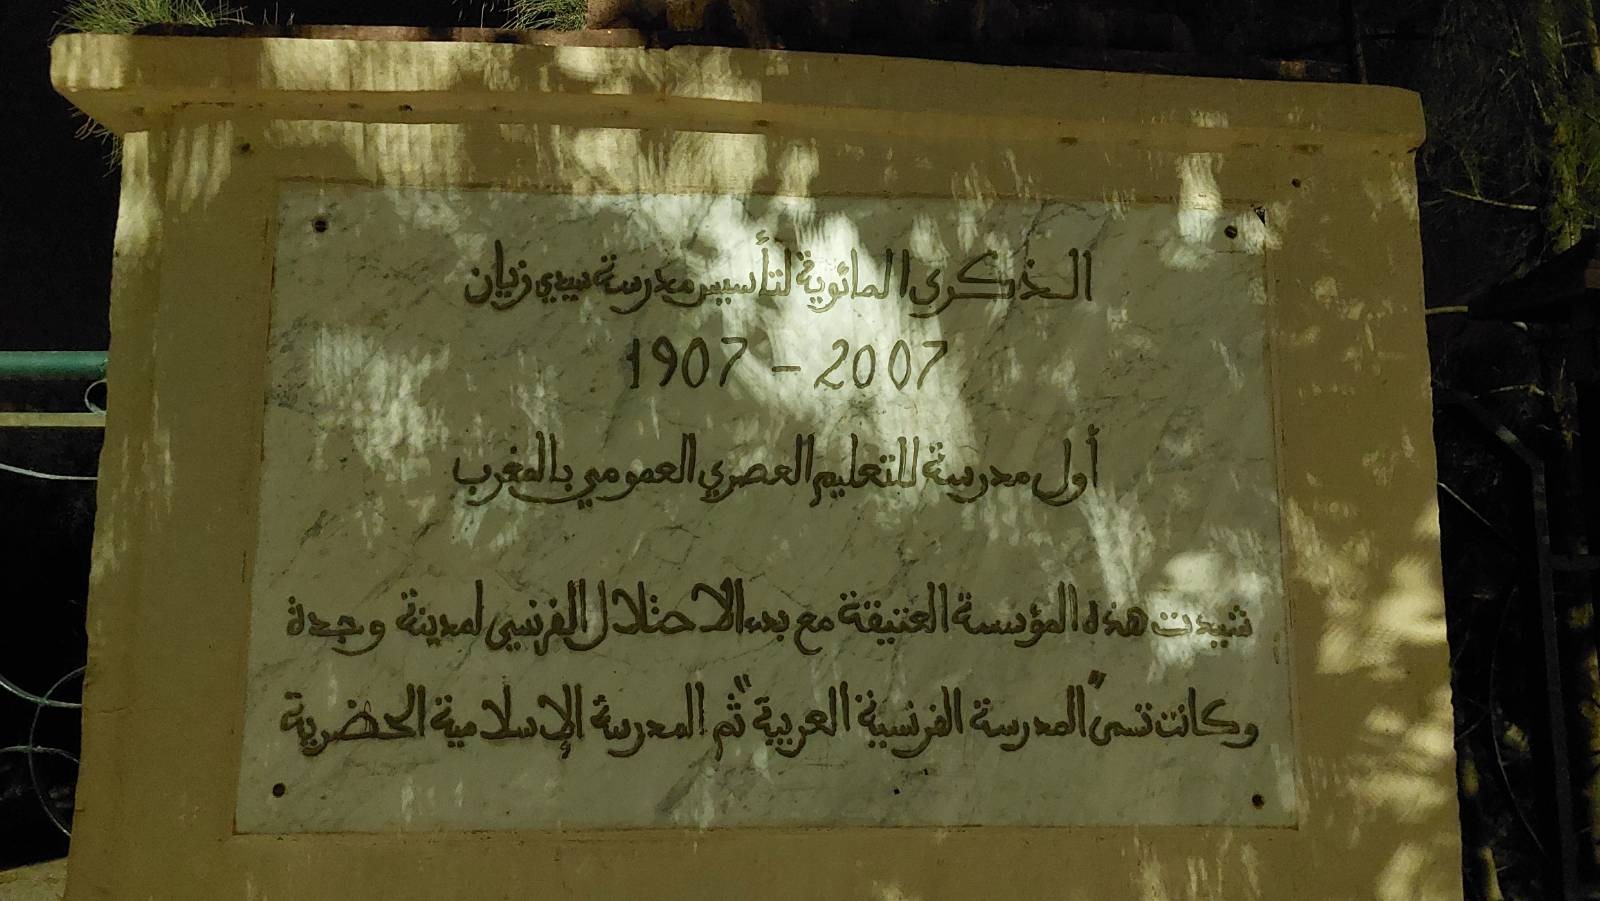 الذكرى المائوية لتأسيس مدرسة سيدي زيان
1907 - 2007
أول مدرسة للتعليم العصري العمومي بالمغرب
شيدت هذه المؤسسة العتيقة مع بدء الاحتلال الفرنسي لمدينة وجدة
وكانت تسمى "المدرسة الفرنسية العربية" ثم المدرسة الإسلامية الحضرية